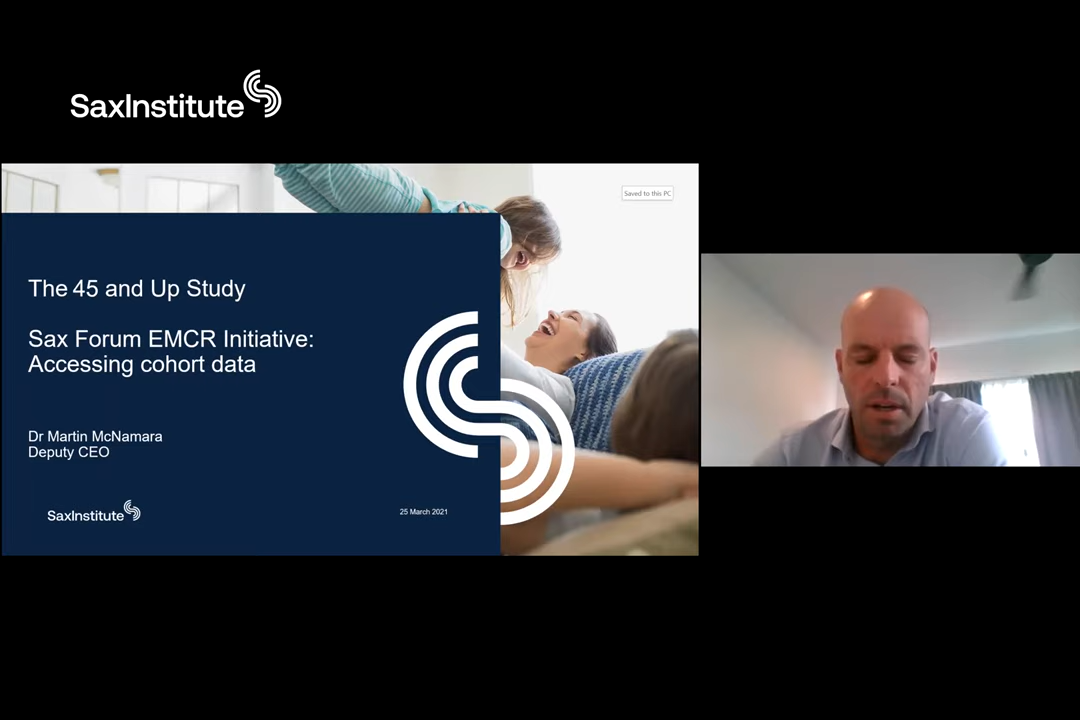 SaxInstitute
Saved to this PC
The 45 and Up Study
Sax Forum EMCR Initiative:
Accessing cohort data
Dr Martin McNamara
Deputy CEO
SaxInstitute
25 March 2021